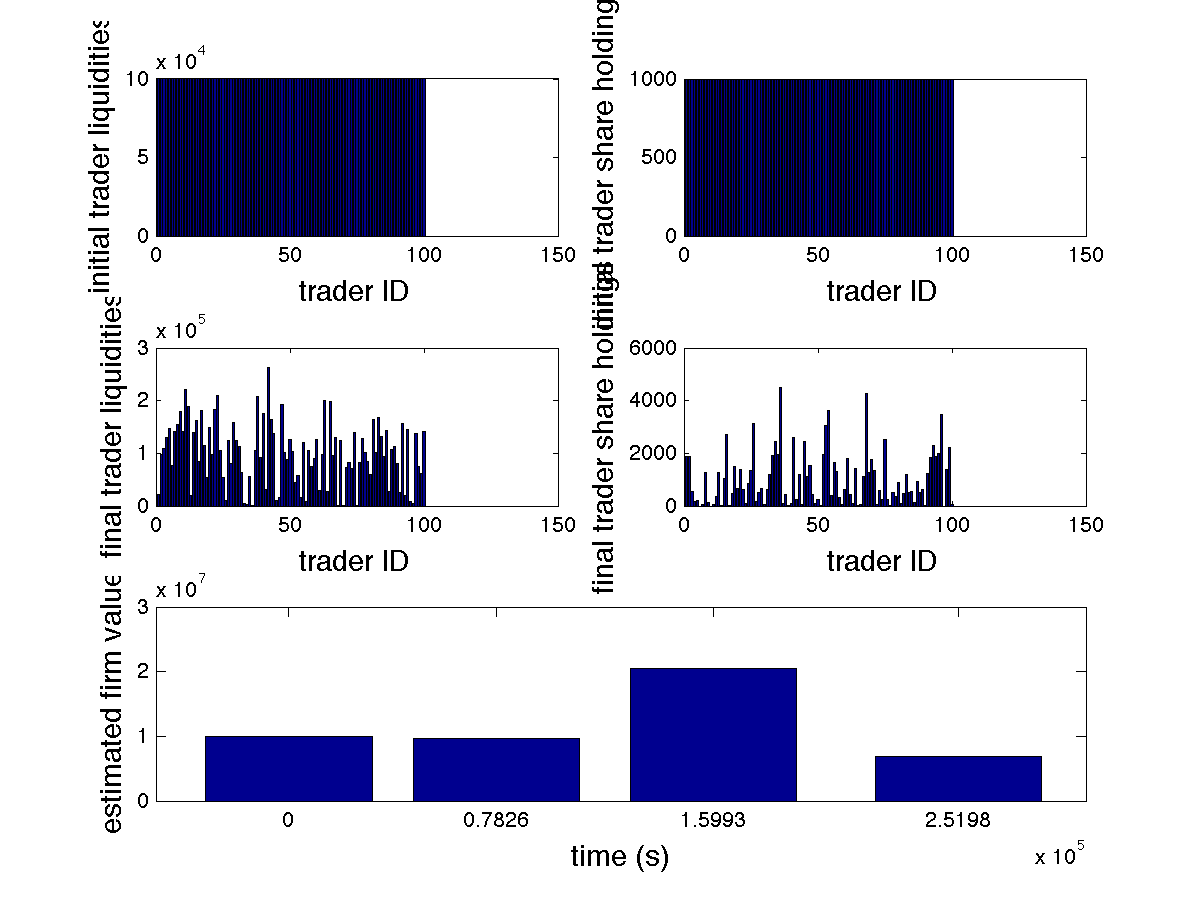 x 10^4
10
5
0
0 50 100 150
trader ID
initial trader liquidities
1000
500
0
0 50 100 150
trader ID
trader share holdings
x 10^5
3
2
1
0
0 50 100 150
trader ID
final trader liquidities
6000
4000
2000
0
0 50 100 150
trader ID
final trader share holdings
x 10^7
3
2
1
0
0 0.7826 1.5993 2.5198
x 10^5
time (s)
estimated firm value